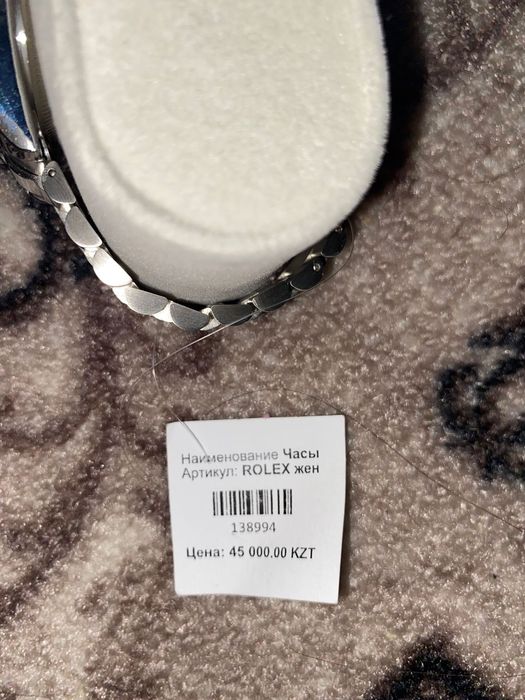 Наименование Часы
Артикул: ROLEX жен
138994
Цена: 45 000.00 KZT